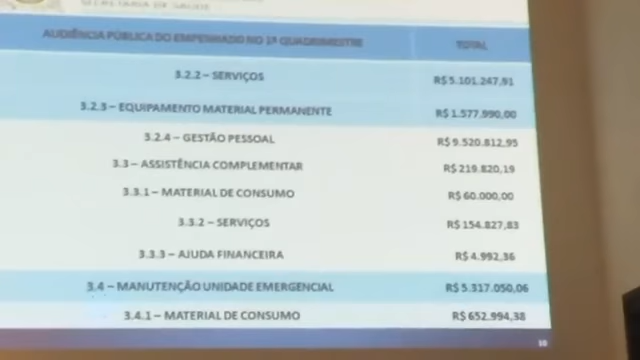 SECRETARIA DE SAÚDE
AUDIÊNCIA PÚBLICA DO EMPENHADO NO 1º QUADRIMESTRE TOTAL
3.2.2 – SERVIÇOS R$ 5.101.247,91
3.2.3 – EQUIPAMENTO MATERIAL PERMANENTE R$ 1.577.990,00
3.2.4 – GESTÃO PESSOAL R$ 9.520.812,95
3.3 – ASSISTÊNCIA COMPLEMENTAR R$ 219.820,19
3.3.1 – MATERIAL DE CONSUMO R$ 60.000,00
3.3.2 – SERVIÇOS R$ 154.827,83
3.3.3 – AJUDA FINANCEIRA R$ 4.992,36
3.4 – MANUTENÇÃO UNIDADE EMERGENCIAL R$ 5.317.050,06
3.4.1 – MATERIAL DE CONSUMO R$ 652.994,38
10